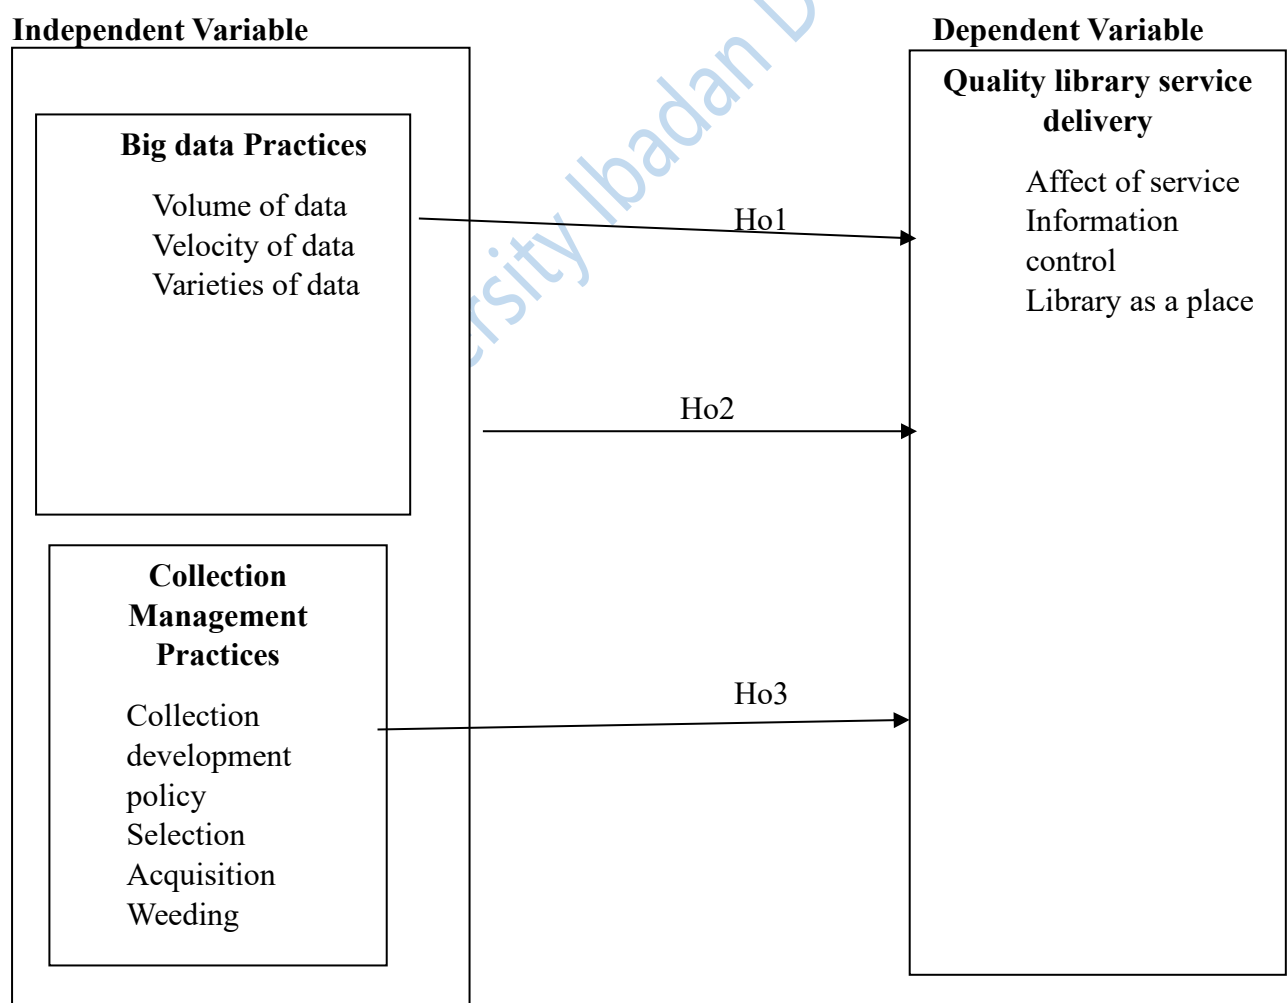 Independent Variable
Dependent Variable
Big data Practices
Volume of data
Velocity of data
Varieties of data
Collection
Management
Practices
Collection
development
policy
Selection
Acquisition
Weeding
Ho1
Ho2
Ho3
Quality library service
delivery
Affect of service
Information
control
Library as a place
Ibadan